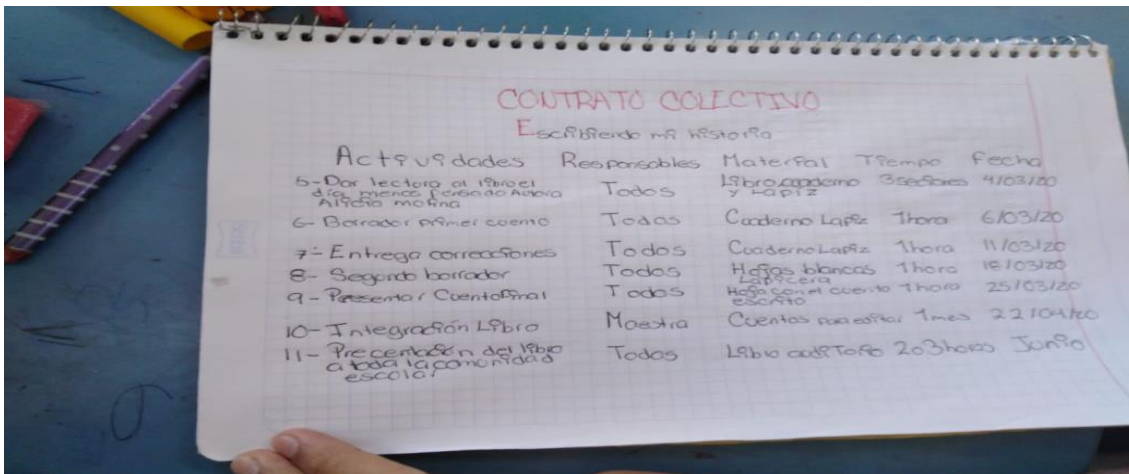 CONTRATO COLECTIVO
Escribiendo mi historia
Actividades Responsables Material Tiempo Fecha
5-Dar lectora al libro el Todos Libro cuaderno 3 seciones 4/03/20
día menos pensado Autora y Lapiz
Alidia molina
6- Borrador primer cuento Todos Cuaderno Lapiz 1hora 6/03/20
7- Entrega correcciones Todos Cuaderno Lapiz 1hora 11/03/20
8- Segundo borrador Todos Hojas blancas 1hora 18/03/20
Lapicera
9- Presentar Cuento final Todos Hoja con el cuento 1hora 25/03/20
escrito
10- Integración Libro Maestra Cuentos para editar 1mes 22/04/20
11- Precentación del libro Todos Libro audiTorio 2o3horas Junio
a toda la comunidad
escolar